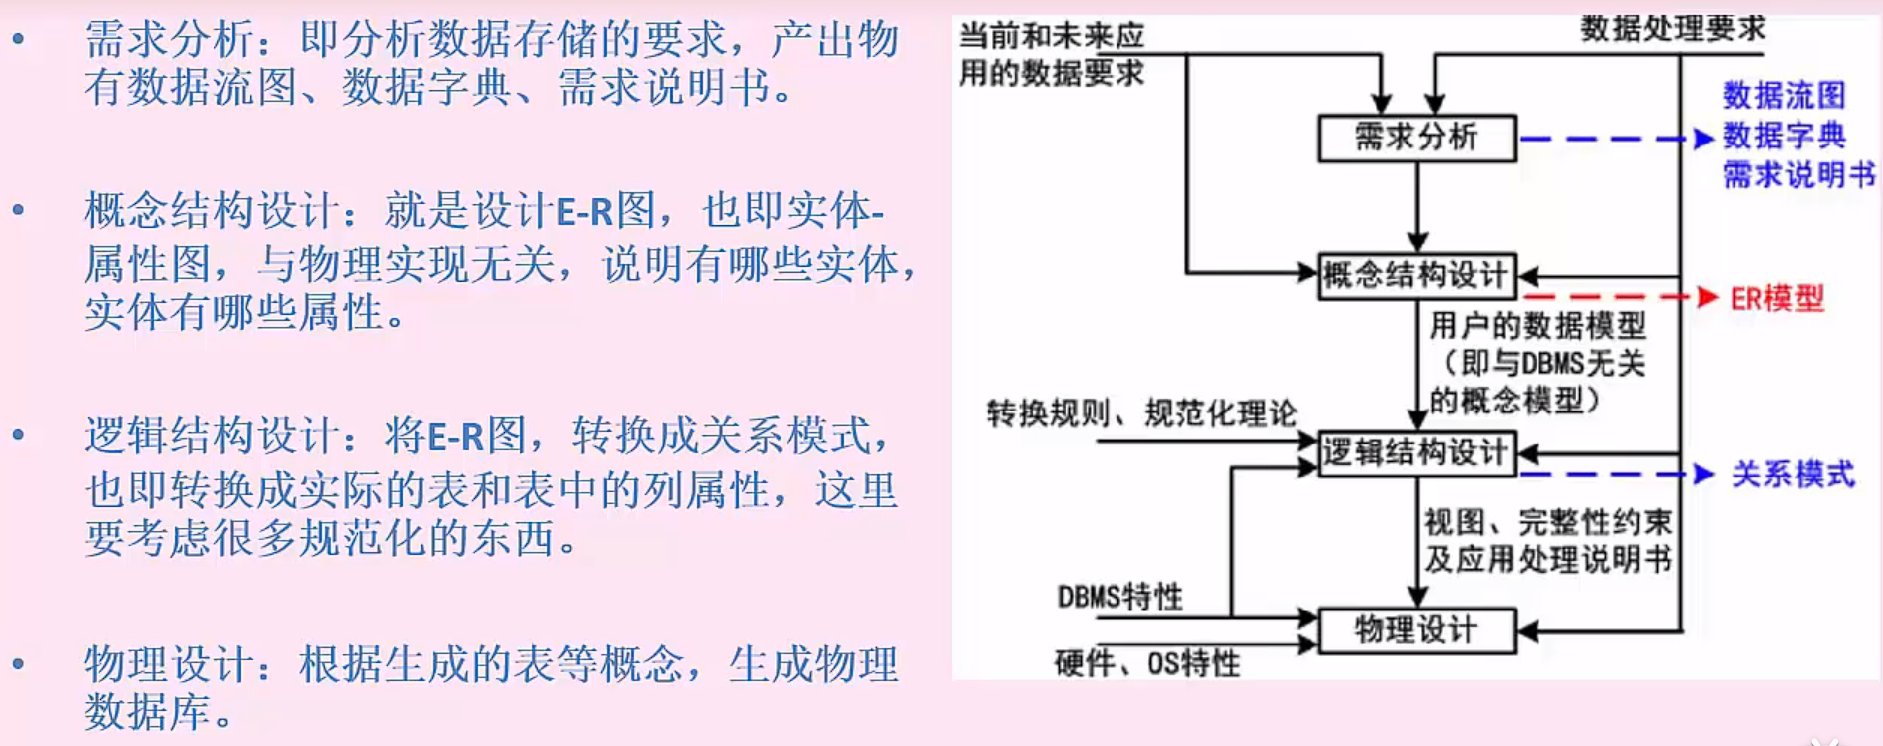 • 需求分析：即分析数据存储的要求，产出物
有数据流图、数据字典、需求说明书。
• 概念结构设计：就是设计E-R图，也即实体-
属性图，与物理实现无关，说明有哪些实体，
实体有哪些属性。
• 逻辑结构设计：将E-R图，转换成关系模式，
也即转换成实际的表和表中的列属性，这里
要考虑很多规范化的东西。
• 物理设计：根据生成的表等概念，生成物理
数据库。
当前和未来应
用的数据要求
数据处理要求
数据流图
需求分析
数据字典
需求说明书
概念结构设计
ER模型
用户的数据模型
（即与DBMS无关
的概念模型）
转换规则、规范化理论
逻辑结构设计
关系模式
视图、完整性约束
及应用处理说明书
DBMS特性
物理设计
硬件、OS特性